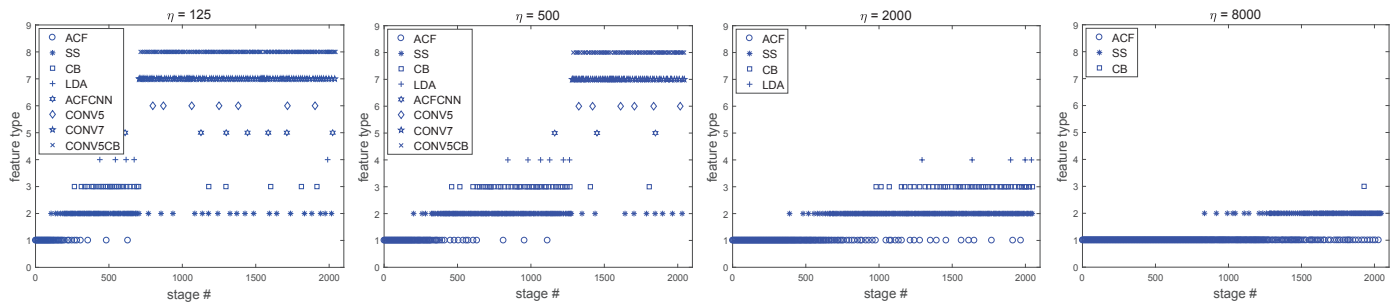 η = 125
9
8
7
6
5
4
3
2
1
0
feature type
ACF
SS
CB
LDA
ACFCNN
CONV5
CONV7
CONV5CB
0 500 1000 1500 2000
stage #
η = 500
9
8
7
6
5
4
3
2
1
0
feature type
ACF
SS
CB
LDA
ACFCNN
CONV5
CONV7
CONV5CB
0 500 1000 1500 2000
stage #
η = 2000
9
8
7
6
5
4
3
2
1
0
feature type
ACF
SS
CB
LDA
0 500 1000 1500 2000
stage #
η = 8000
9
8
7
6
5
4
3
2
1
0
feature type
ACF
SS
CB
0 500 1000 1500 2000
stage #